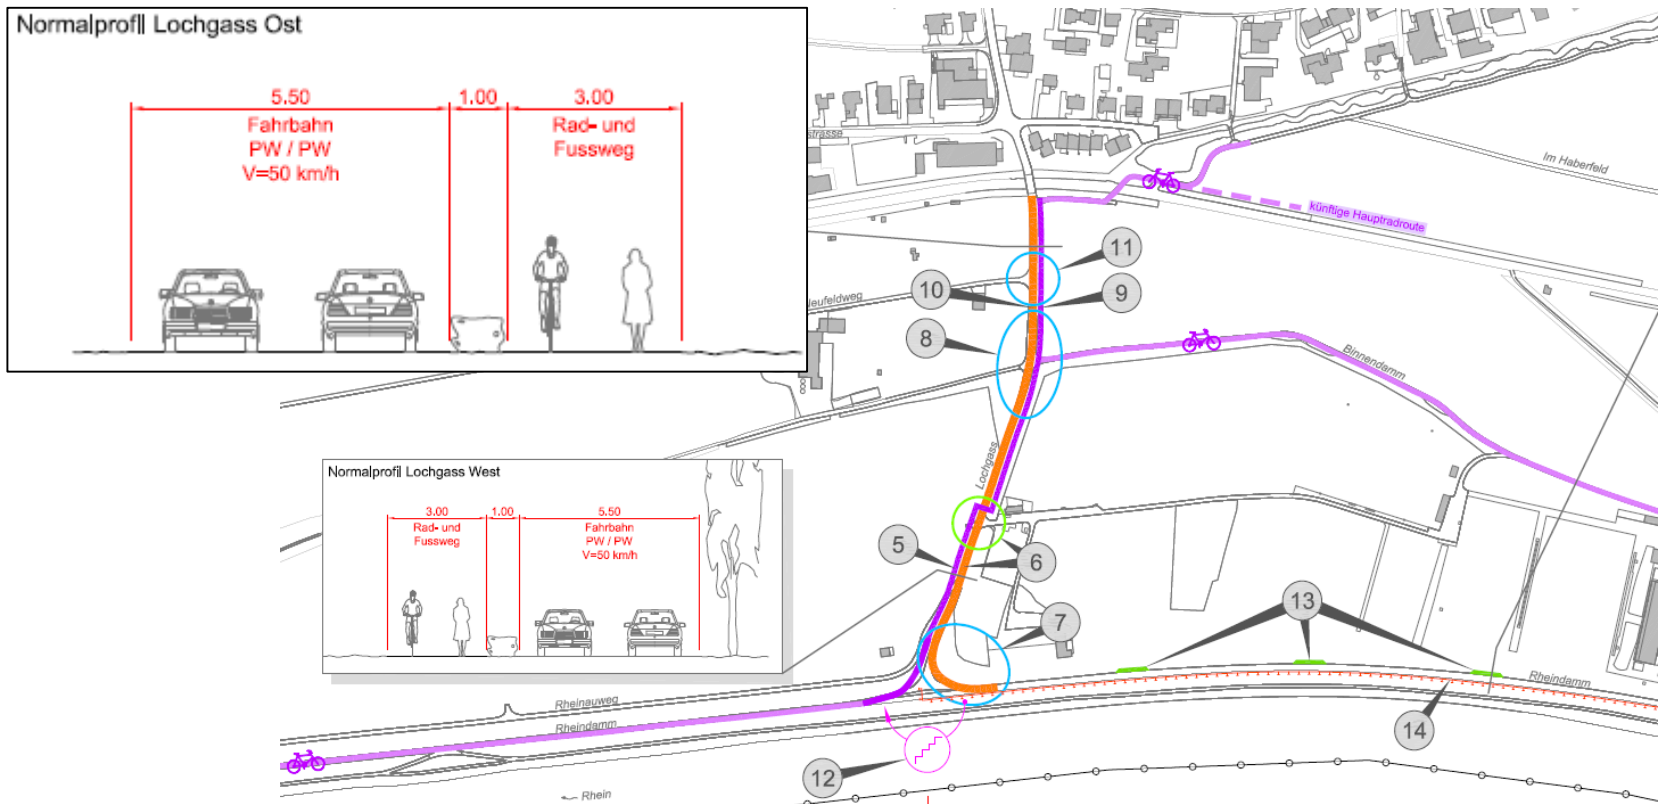 Normalprofil Lochgass Ost
5.50
1.00
3.00
Fahrbahn
PW / PW
V=50 km/h
Rad- und
Fussweg
strasse
Im Haberfeld
künftige Hauptradroute
11
10
9
Neufeldweg
8
Binnendamm
Lochgass
Normalprofil Lochgass West
3.00
1.00
5.50
Rad- und
Fussweg
Fahrbahn
PW / PW
V=50 km/h
5
6
13
7
Rheindamm
Rheinauweg
Rheindamm
14
12
Rhein